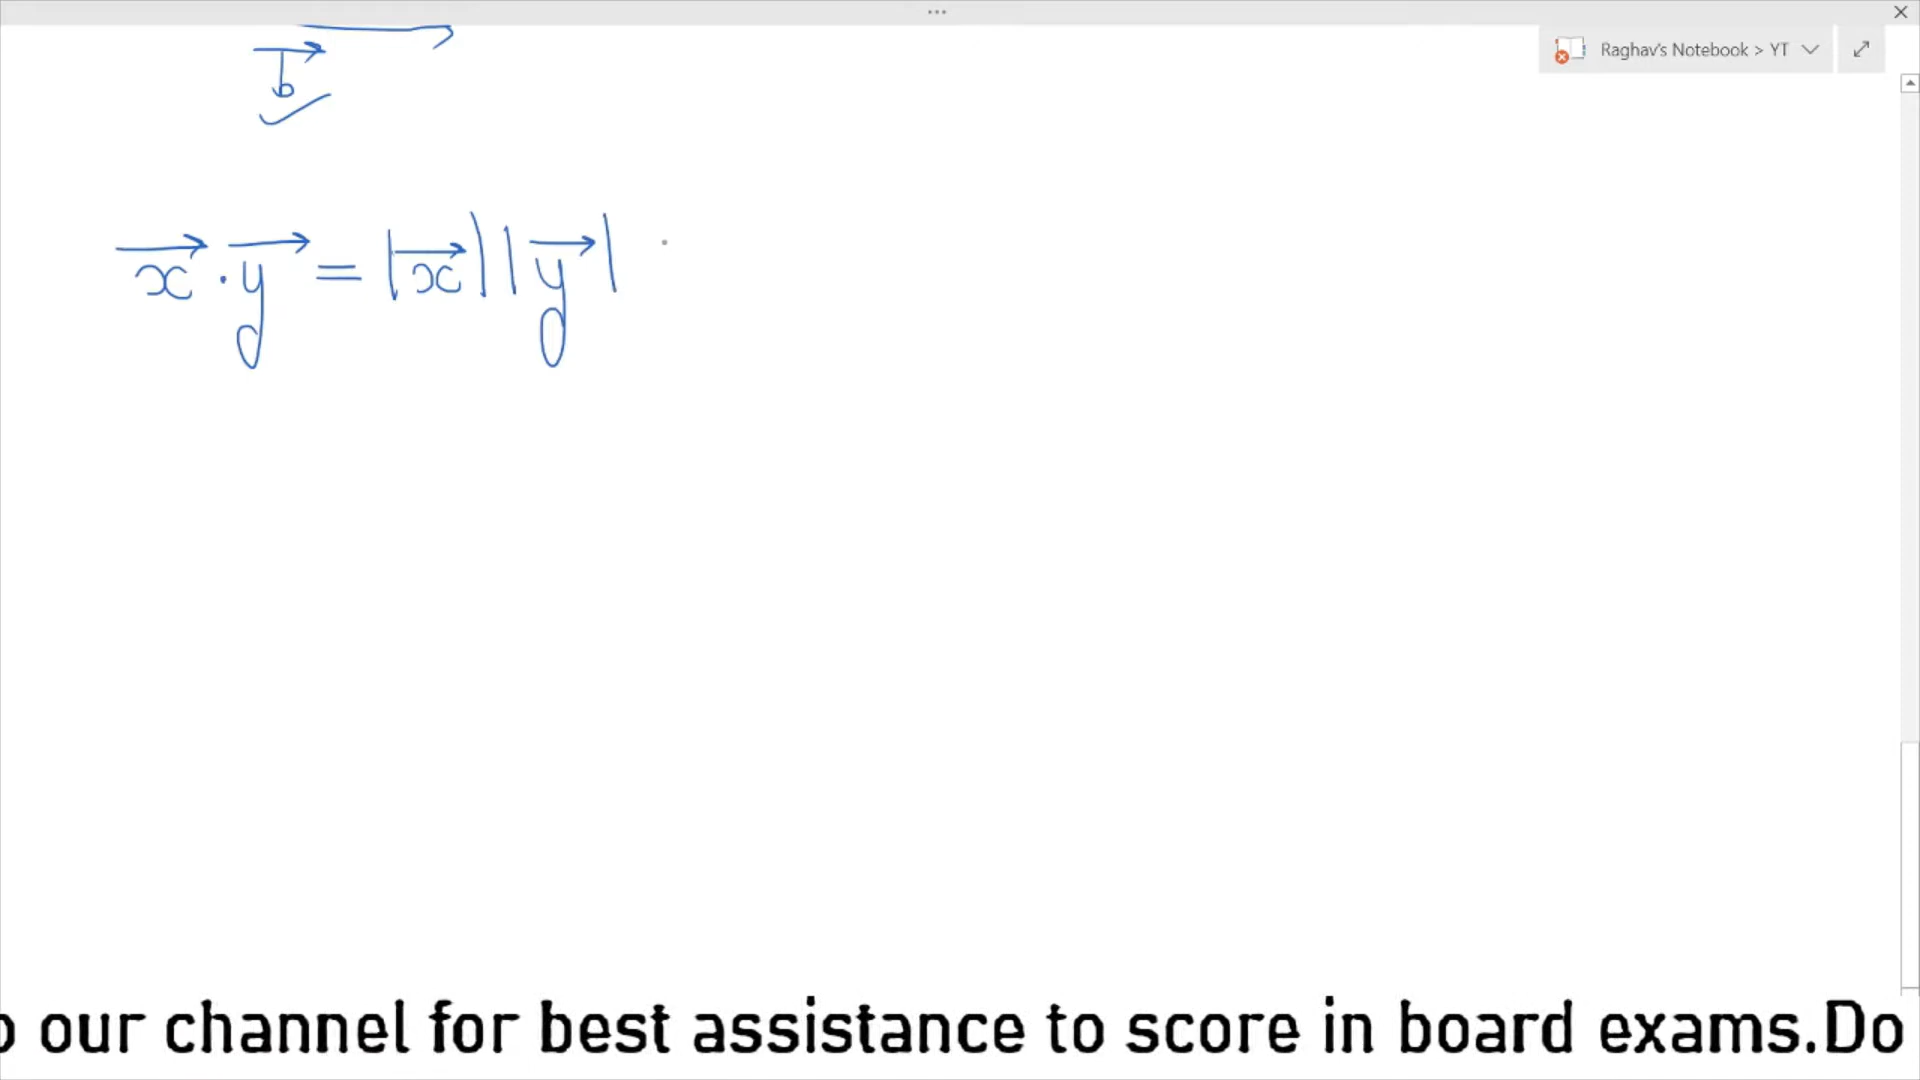 Raghav's Notebook > YT
b⃗
x⃗ · y⃗ = |x⃗| |y⃗|
our channel for best assistance to score in board exams.Do